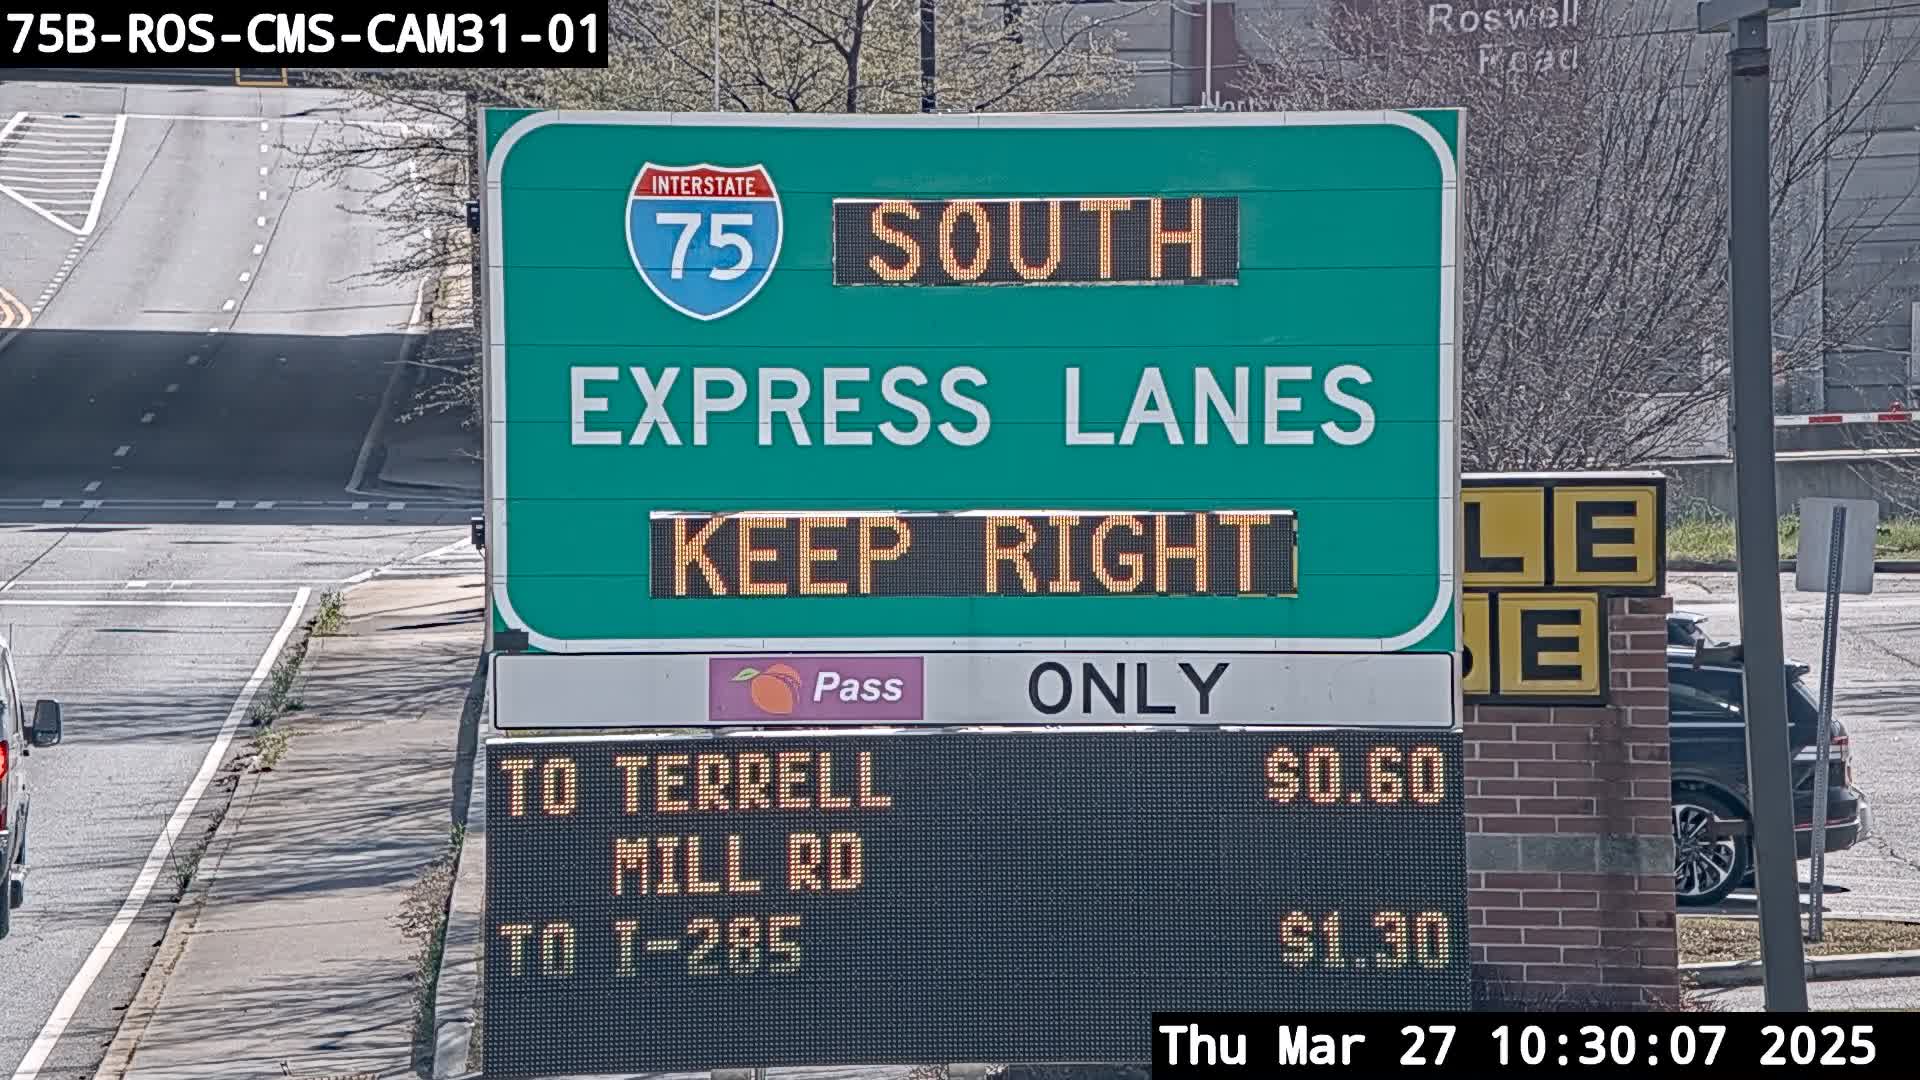 75B-ROS-CMS-CAM31-01
Roswell
Road
INTERSTATE
75
SOUTH
EXPRESS LANES
KEEP RIGHT
Pass ONLY
TO TERRELL $0.60
MILL RD
TO I-285 $1.30
LE
E
Thu Mar 27 10:30:07 2025